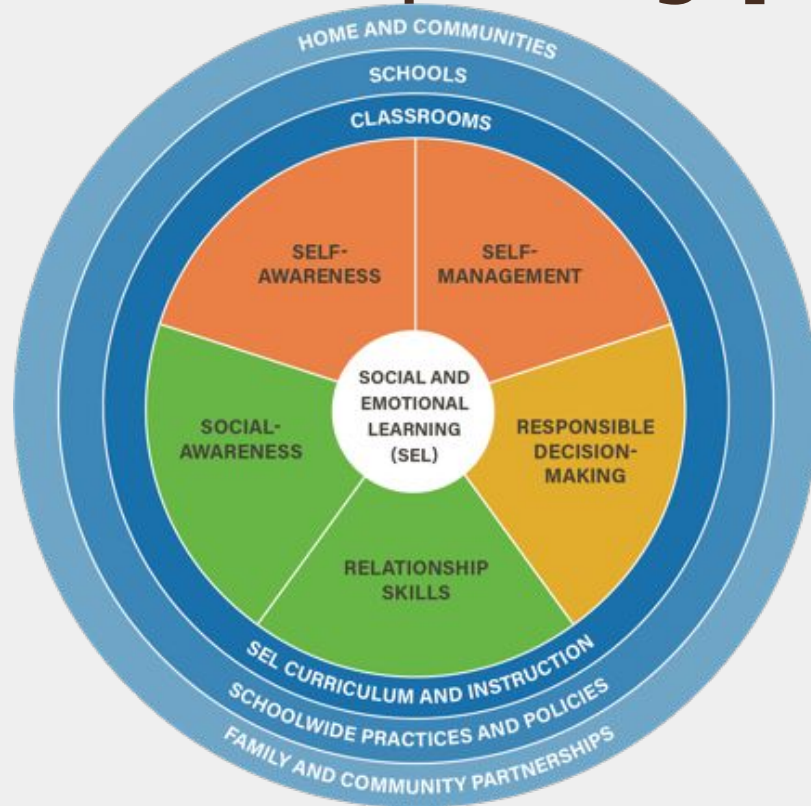 HOME AND COMMUNITIES
SCHOOLS
CLASSROOMS
SELF-
AWARENESS
SELF-
MANAGEMENT
SOCIAL AND
EMOTIONAL
LEARNING
(SEL)
SOCIAL-
AWARENESS
RESPONSIBLE
DECISION-
MAKING
RELATIONSHIP
SKILLS
SEL CURRICULUM AND INSTRUCTION
SCHOOLWIDE PRACTICES AND POLICIES
FAMILY AND COMMUNITY PARTNERSHIPS